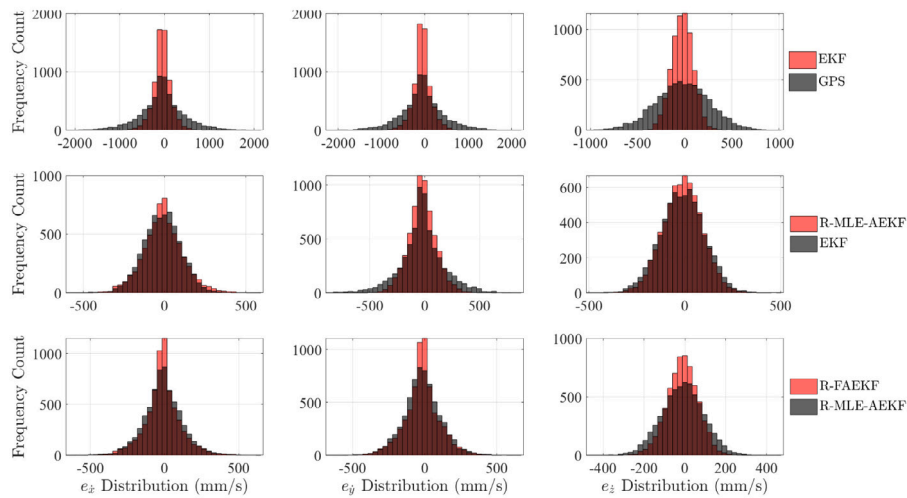 Frequency Count
2000
1000
0
-2000 -1000 0 1000 2000
2000
1000
0
-2000 -1000 0 1000 2000
1000
500
0
-1000 -500 0 500 1000
EKF
GPS
Frequency Count
1000
500
0
-500 0 500
1000
500
0
-500 0 500
600
400
200
0
-500 0 500
R-MLE-AEKF
EKF
Frequency Count
1000
500
0
-500 0 500
eẋ Distribution (mm/s)
1000
500
0
-500 0 500
eẏ Distribution (mm/s)
1000
500
0
-400 -200 0 200 400
eż Distribution (mm/s)
R-FAEKF
R-MLE-AEKF